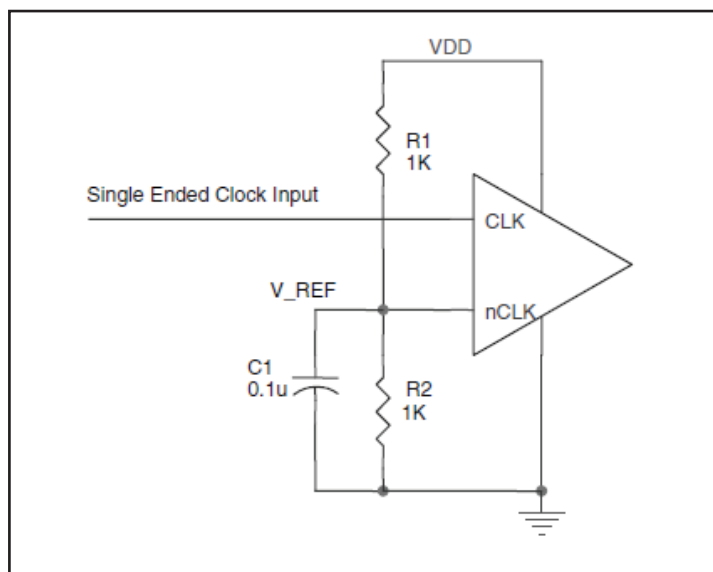 VDD
R1
1K
Single Ended Clock Input
CLK
V_REF
nCLK
C1
0.1u
R2
1K